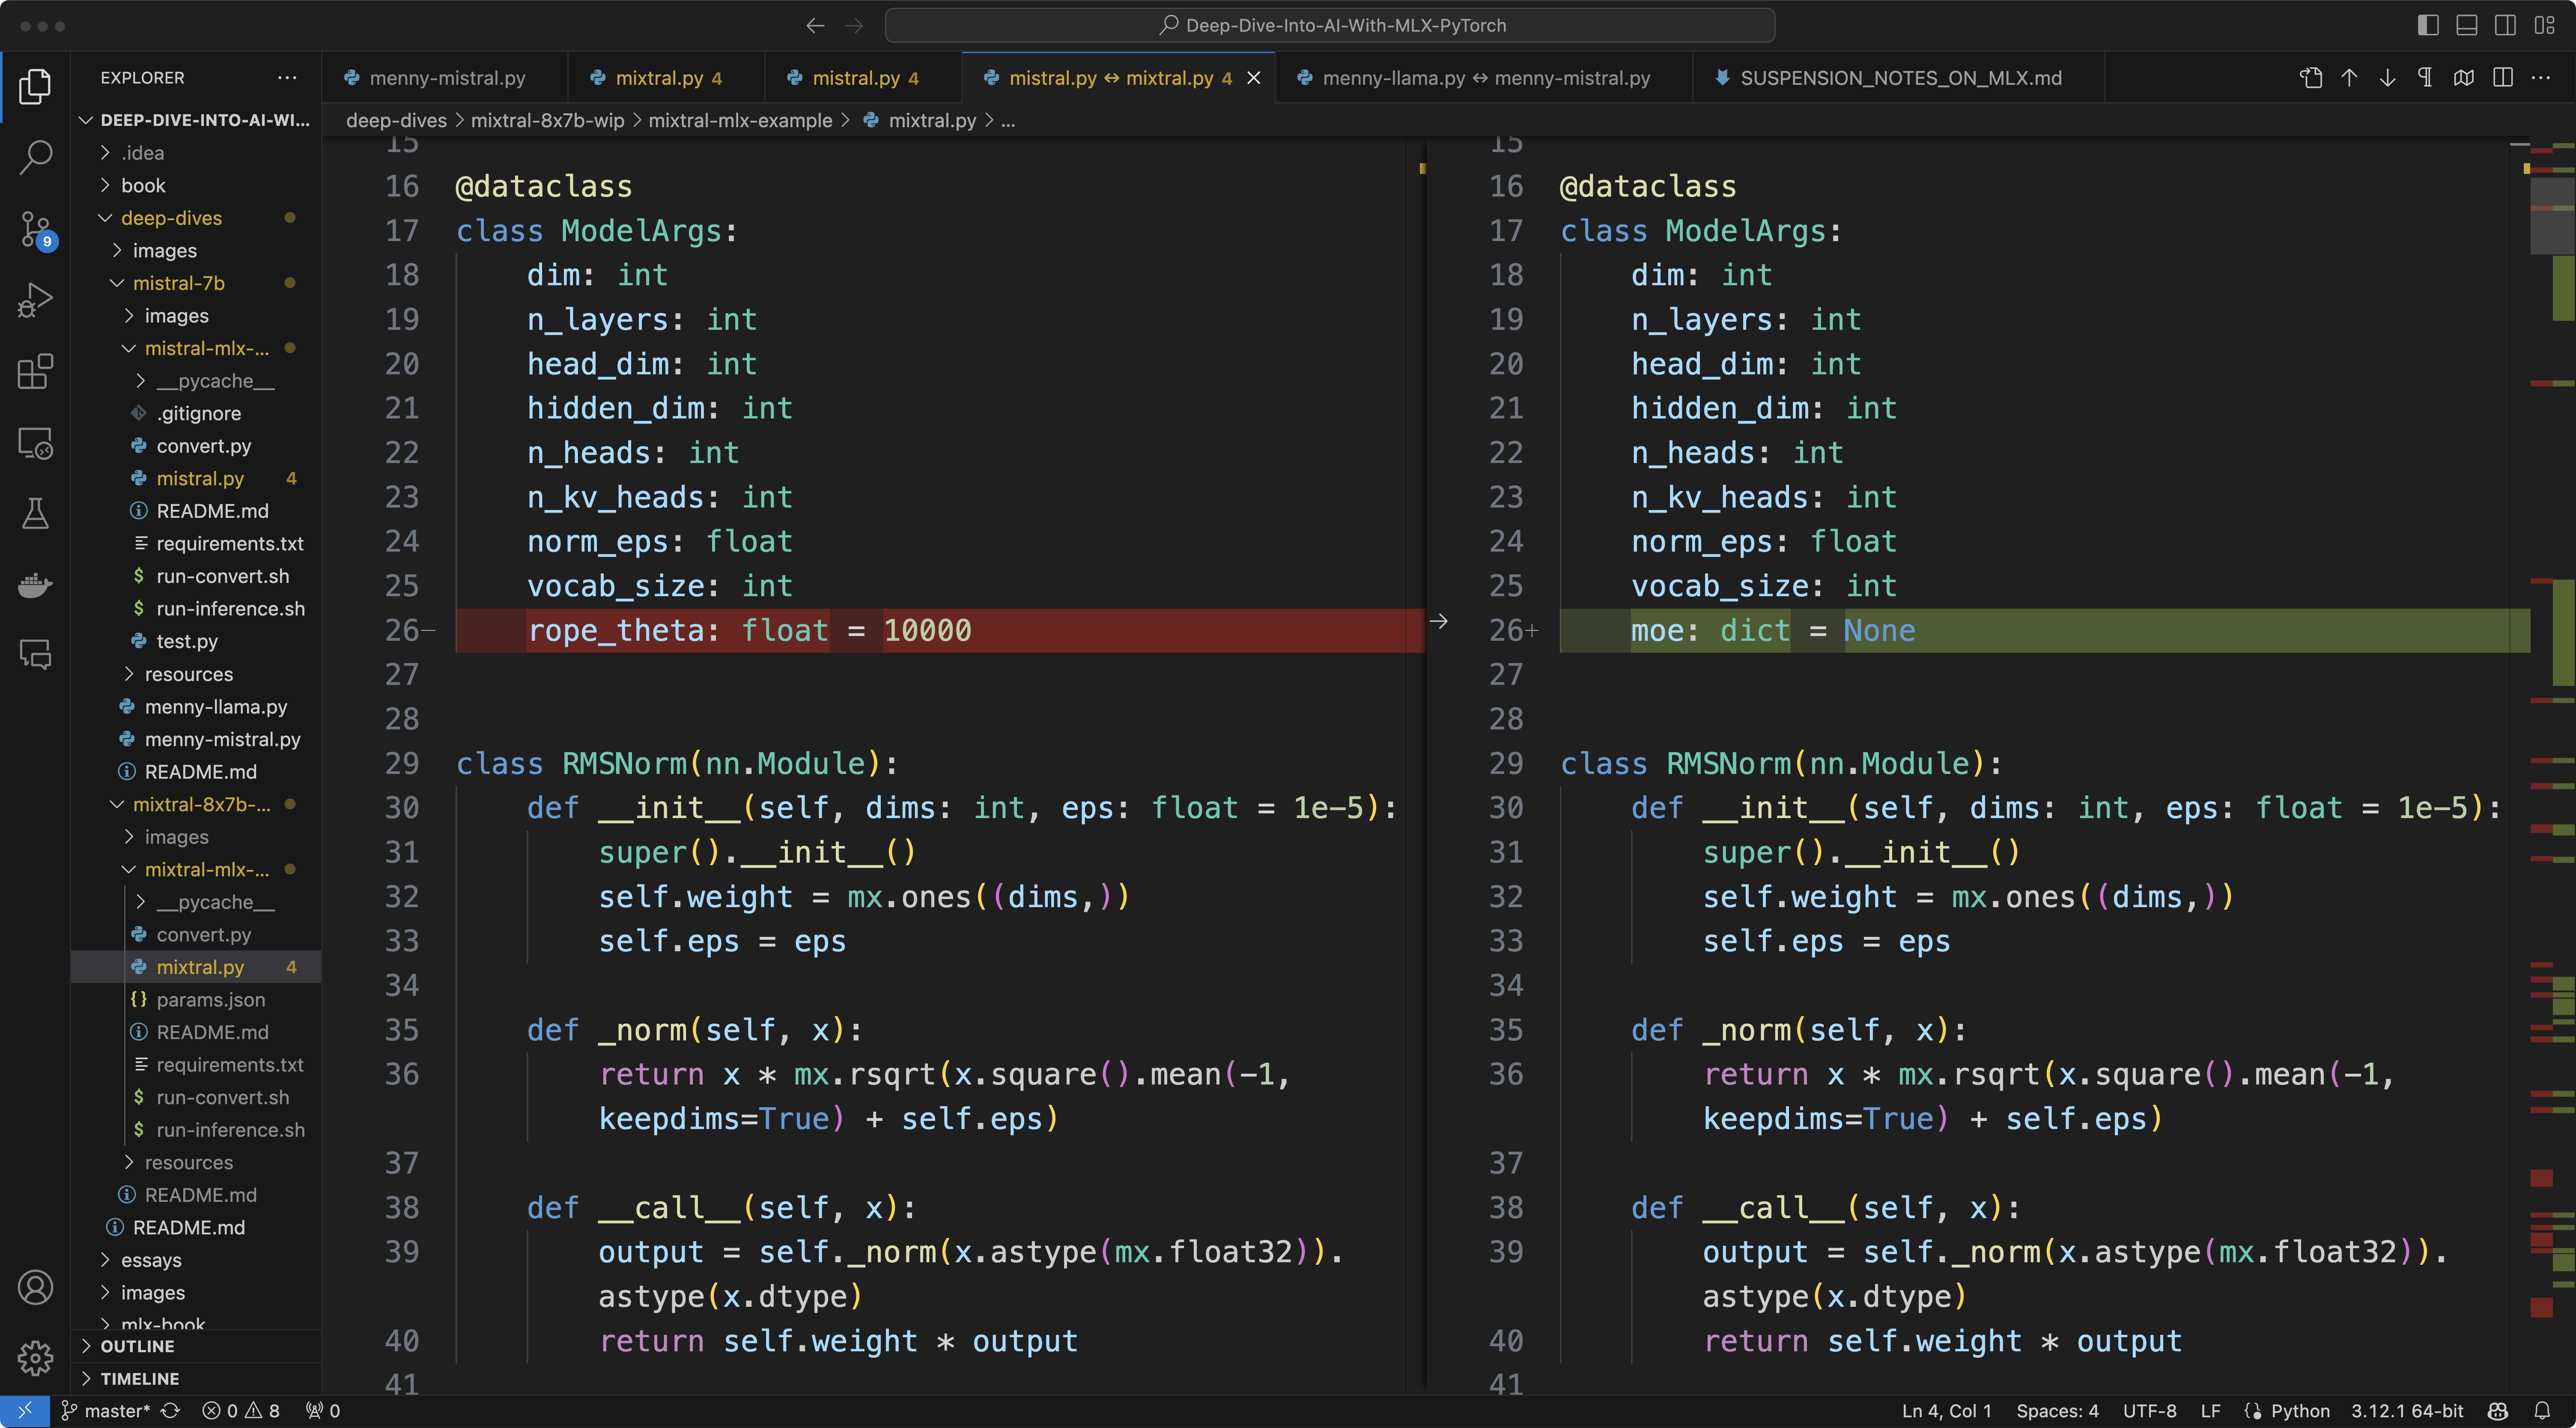 Deep-Dive-Into-AI-With-MLX-PyTorch
EXPLORER
menny-mistral.py
mixtral.py 4
mistral.py 4
mistral.py ↔ mixtral.py 4
menny-llama.py ↔ menny-mistral.py
SUSPENSION_NOTES_ON_MLX.md
deep-dives > mixtral-8x7b-wip > mixtral-mlx-example > mixtral.py > ...
9
DEEP-DIVE-INTO-AI-WI...
.idea
book
deep-dives
images
mistral-7b
images
mistral-mlx-...
__pycache__
.gitignore
convert.py
mistral.py 4
README.md
requirements.txt
run-convert.sh
run-inference.sh
test.py
resources
menny-llama.py
menny-mistral.py
README.md
mixtral-8x7b-...
images
mixtral-mlx-...
__pycache__
convert.py
mixtral.py 4
params.json
README.md
requirements.txt
run-convert.sh
run-inference.sh
resources
README.md
README.md
essays
images
mlx-book
OUTLINE
TIMELINE
15
16 @dataclass
17 class ModelArgs:
18 dim: int
19 n_layers: int
20 head_dim: int
21 hidden_dim: int
22 n_heads: int
23 n_kv_heads: int
24 norm_eps: float
25 vocab_size: int
26- rope_theta: float = 10000
27
28
29 class RMSNorm(nn.Module):
30 def __init__(self, dims: int, eps: float = 1e-5):
31 super().__init__()
32 self.weight = mx.ones((dims,))
33 self.eps = eps
34
35 def _norm(self, x):
36 return x * mx.rsqrt(x.square().mean(-1,
keepdims=True) + self.eps)
37
38 def __call__(self, x):
39 output = self._norm(x.astype(mx.float32)).
astype(x.dtype)
40 return self.weight * output
41
15
16 @dataclass
17 class ModelArgs:
18 dim: int
19 n_layers: int
20 head_dim: int
21 hidden_dim: int
22 n_heads: int
23 n_kv_heads: int
24 norm_eps: float
25 vocab_size: int
26+ moe: dict = None
27
28
29 class RMSNorm(nn.Module):
30 def __init__(self, dims: int, eps: float = 1e-5):
31 super().__init__()
32 self.weight = mx.ones((dims,))
33 self.eps = eps
34
35 def _norm(self, x):
36 return x * mx.rsqrt(x.square().mean(-1,
keepdims=True) + self.eps)
37
38 def __call__(self, x):
39 output = self._norm(x.astype(mx.float32)).
astype(x.dtype)
40 return self.weight * output
41
master* 0 8 0
Ln 4, Col 1 Spaces: 4 UTF-8 LF Python 3.12.1 64-bit